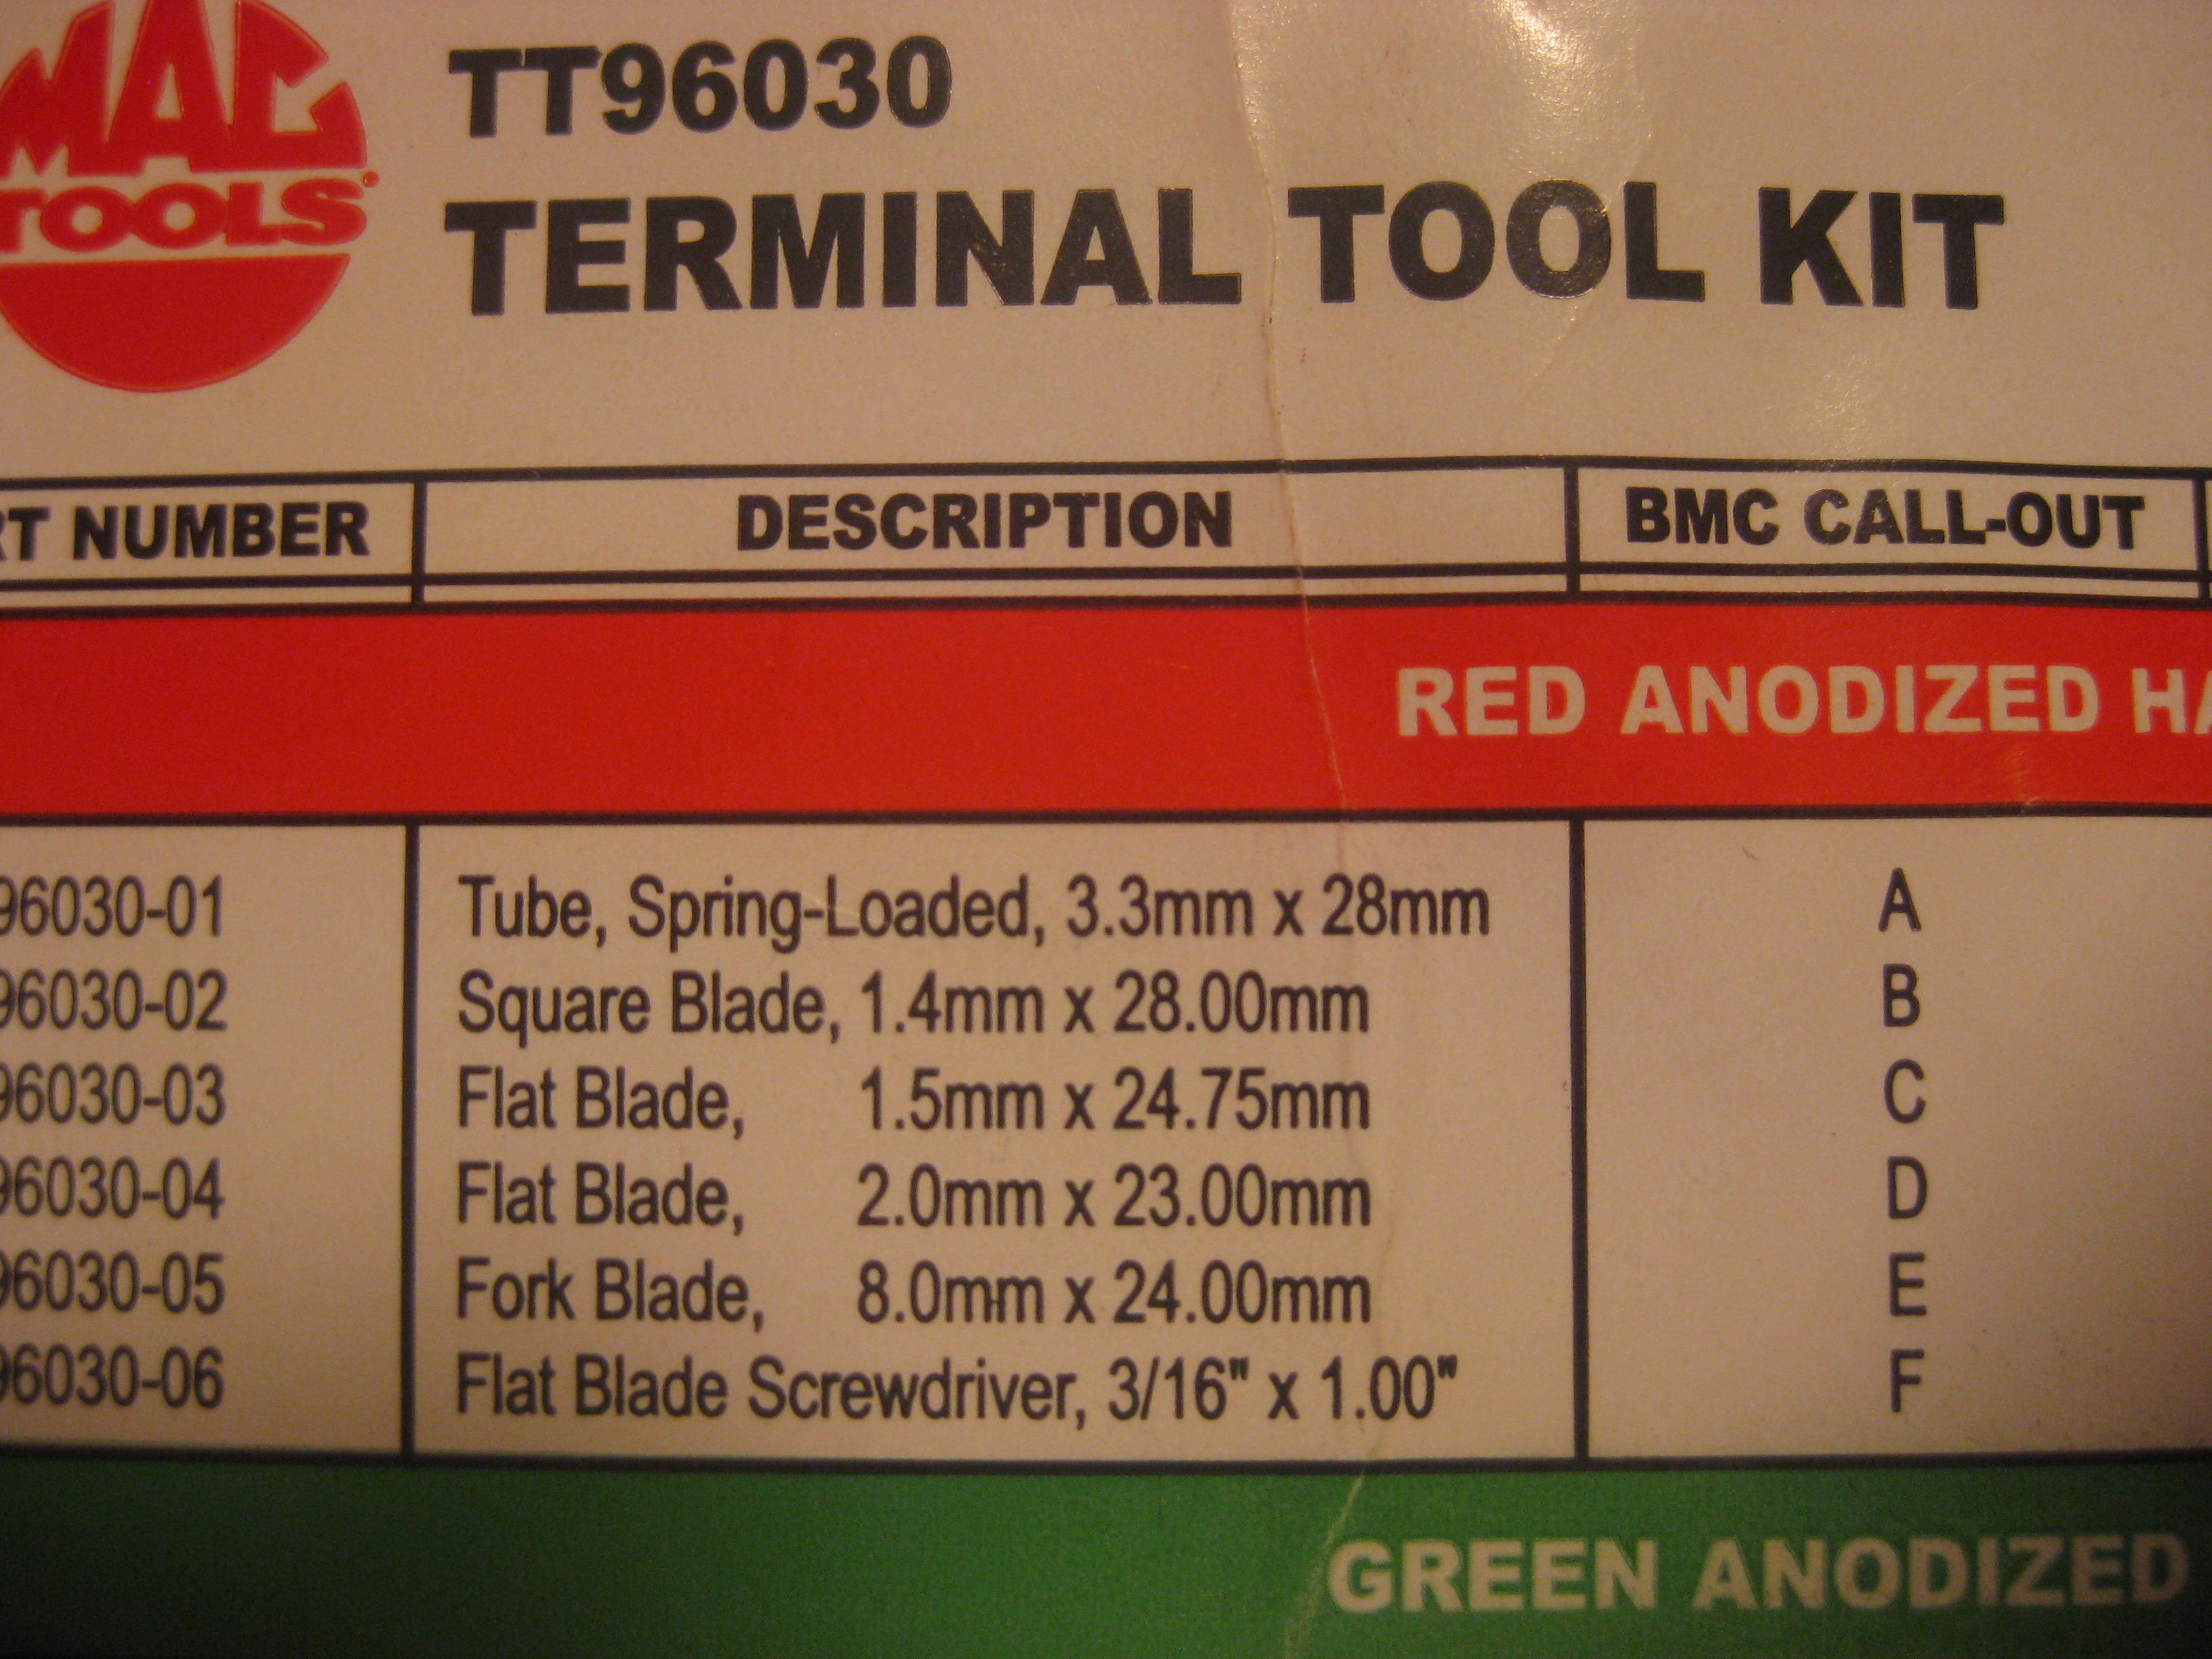 MAC
TOOLS
TT96030
TERMINAL TOOL KIT
NUMBER DESCRIPTION BMC CALL-OUT
RED ANODIZED
96030-01 Tube, Spring-Loaded, 3.3mm x 28mm A
96030-02 Square Blade, 1.4mm x 28.00mm B
96030-03 Flat Blade, 1.5mm x 24.75mm C
96030-04 Flat Blade, 2.0mm x 23.00mm D
96030-05 Fork Blade, 8.0mm x 24.00mm E
96030-06 Flat Blade Screwdriver, 3/16" x 1.00" F
GREEN ANODIZED